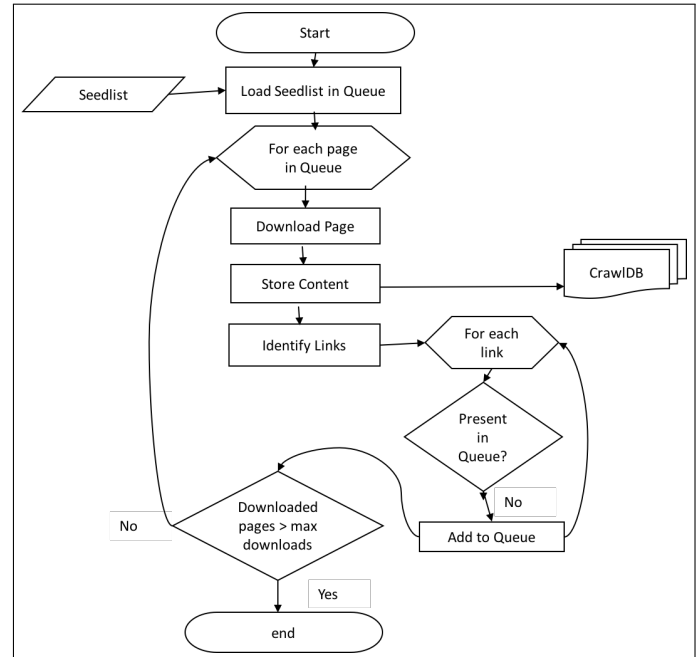 Start
Seedlist
Load Seedlist in Queue
For each page
in Queue
Download Page
Store Content
CrawlDB
Identify Links
For each
link
Present
in
Queue?
No
Add to Queue
Downloaded
pages > max
downloads
No
Yes
end